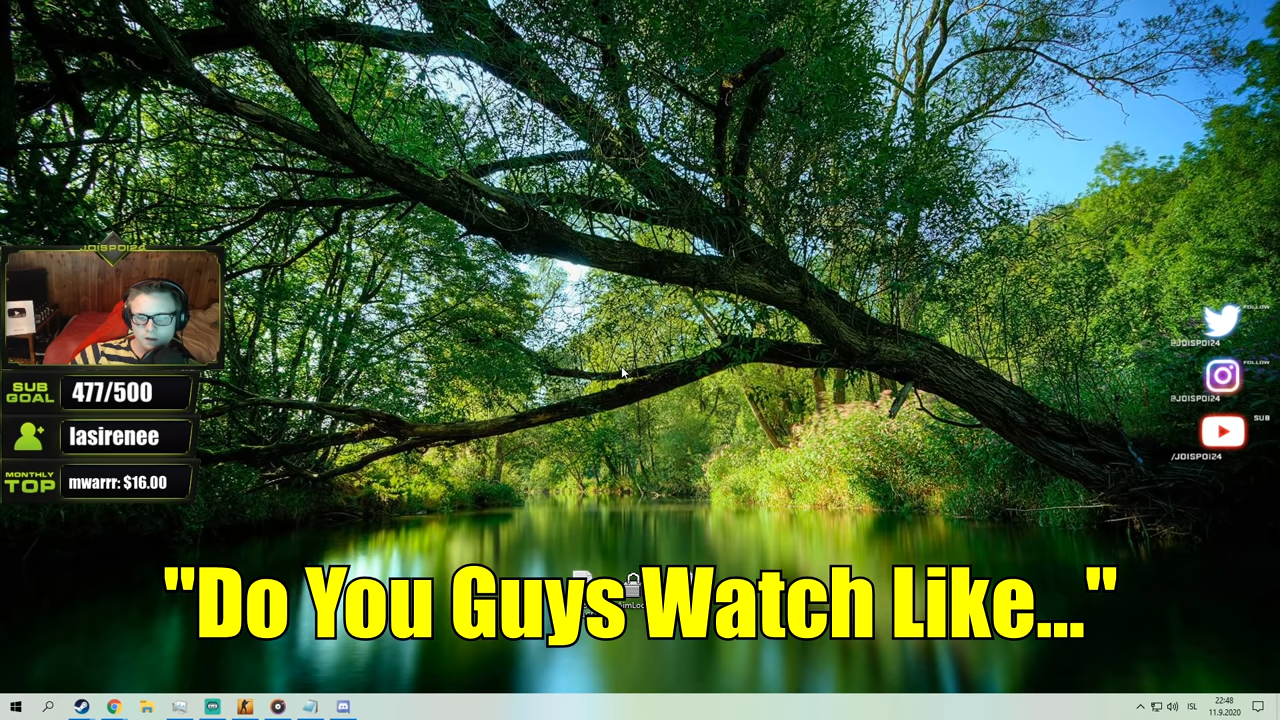 JOISPOI24
SUB GOAL 477/500
lasirenee
MONTHLY TOP mwarrr: $16.00
FOLLOW
@JOISPOI24
FOLLOW
@JOISPOI24
SUB
/JOISPOI24
"Do You Guys Watch Like..."
ISL
22:48
11.9.2020